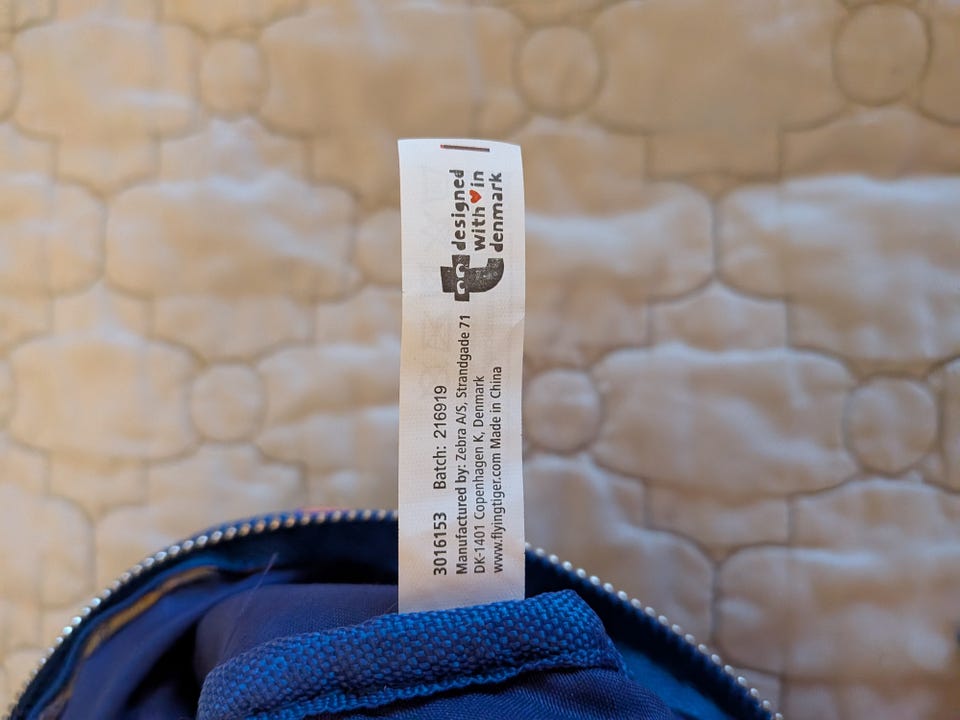 designed
with ♥ in
denmark
3016153 Batch: 216919
Manufactured by: Zebra A/S, Strandgade 71
DK-1401 Copenhagen K, Denmark
www.flyingtiger.com Made in China